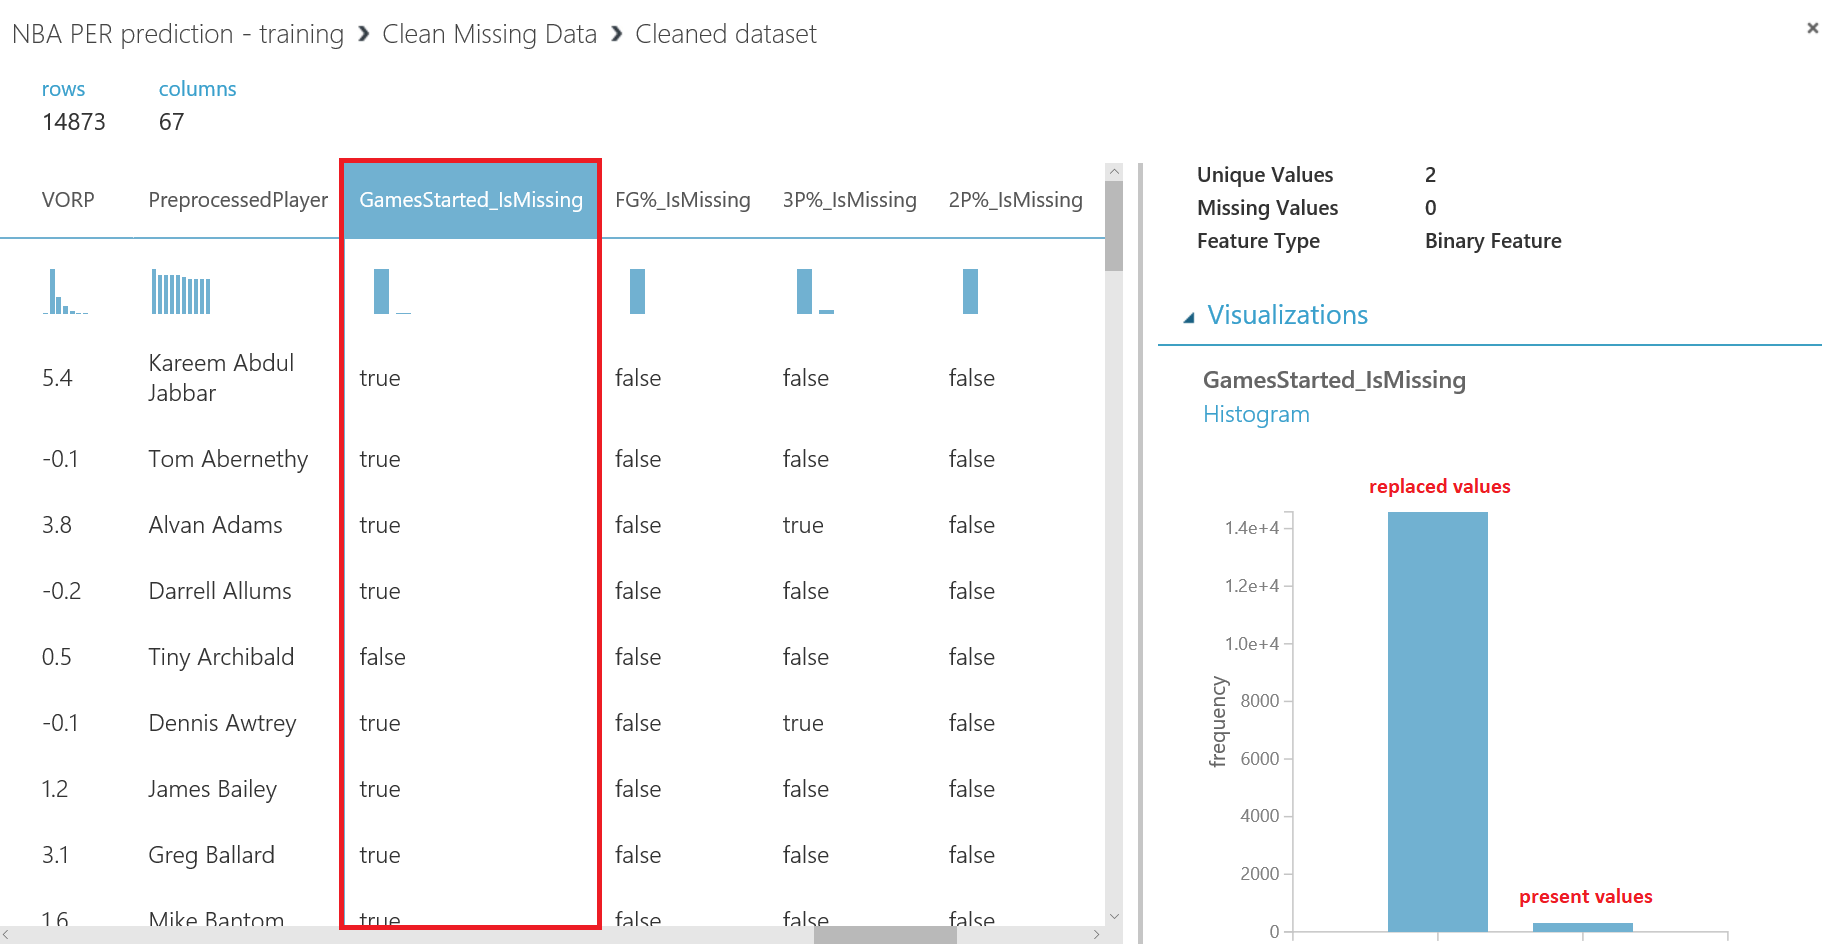 NBA PER prediction - training › Clean Missing Data › Cleaned dataset
rows columns
14873 67
VORP PreprocessedPlayer GamesStarted_IsMissing FG%_IsMissing 3P%_IsMissing 2P%_IsMissing
5.4 Kareem Abdul Jabbar true false false false
-0.1 Tom Abernethy true false false false
3.8 Alvan Adams true false true false
-0.2 Darrell Allums true false false false
0.5 Tiny Archibald false false false false
-0.1 Dennis Awtrey true false true false
1.2 James Bailey true false false false
3.1 Greg Ballard true false false false
1.6 Mike Bantom true false false false
Unique Values 2
Missing Values 0
Feature Type Binary Feature
Visualizations
GamesStarted_IsMissing
Histogram
replaced values
1.4e+4
1.2e+4
1.0e+4
8000
6000
4000
2000
0
frequency
present values